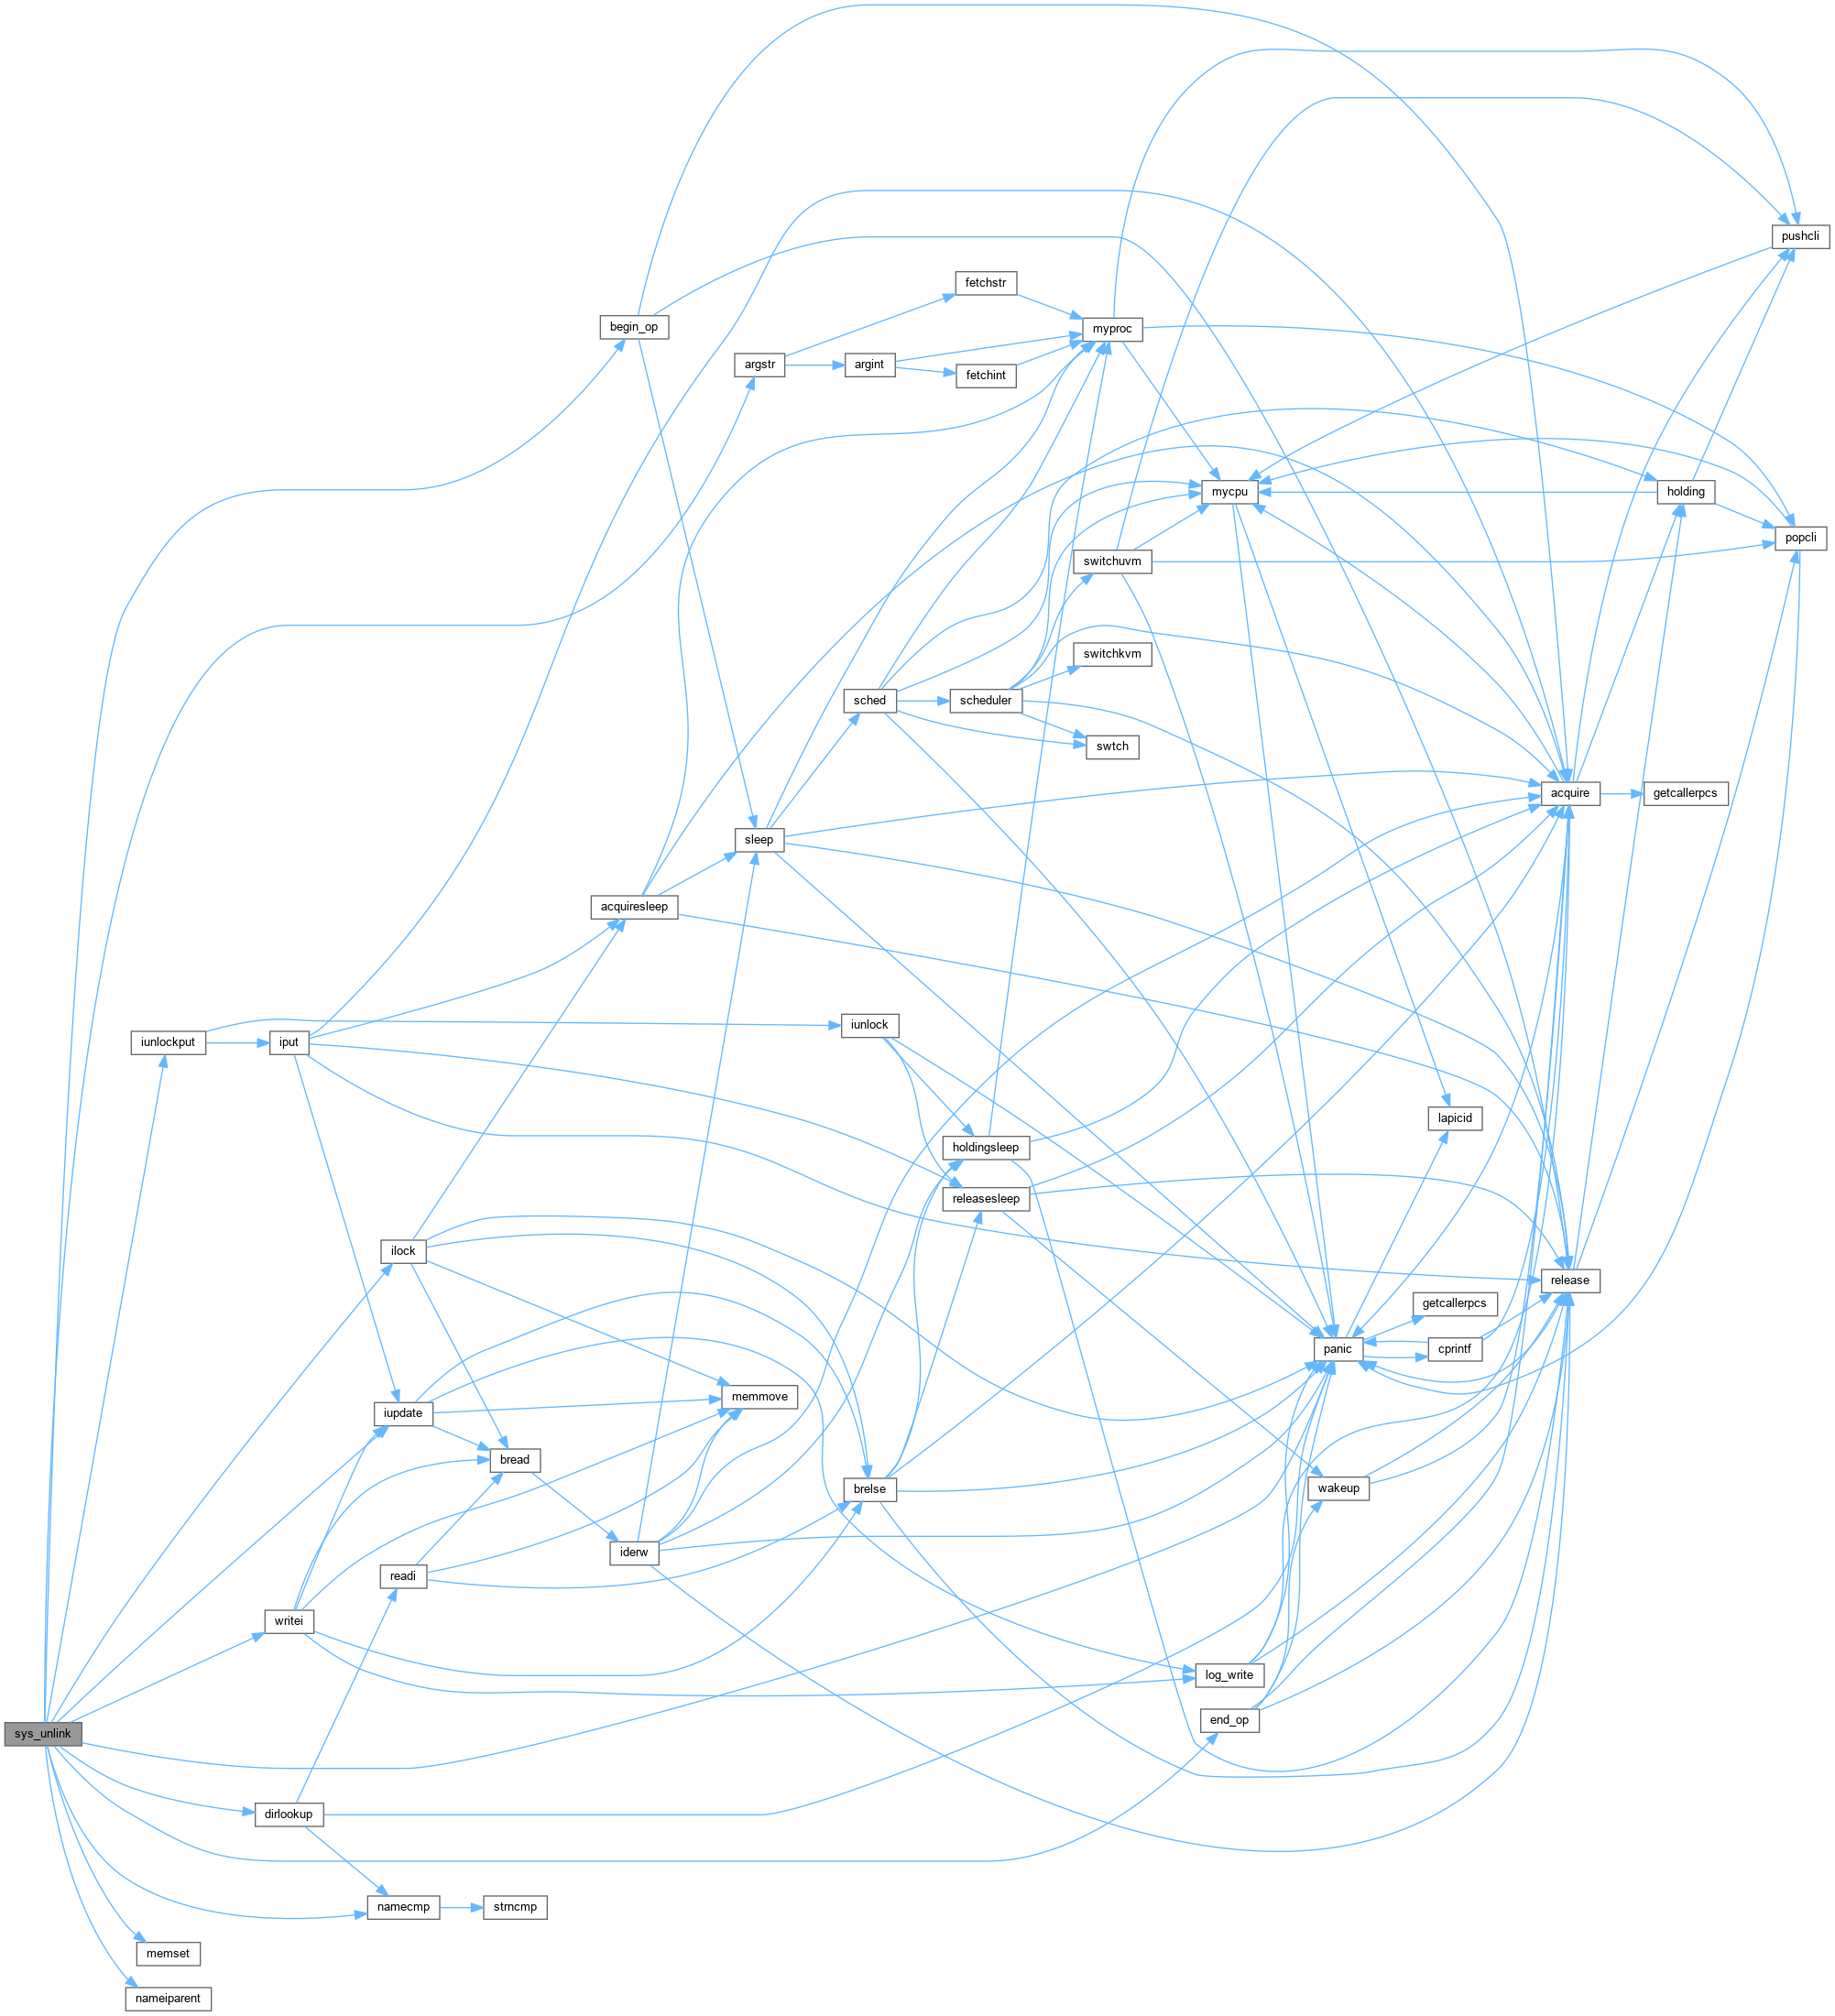 pushcli
fetchstr
begin_op
myproc
argstr
argint
fetchint
mycpu
holding
popcli
switchuvm
switchkvm
sched
scheduler
swtch
acquire
getcallerpcs
sleep
acquiresleep
iunlock
iunlockput
iput
lapicid
holdingsleep
releasesleep
ilock
release
getcallerpcs
panic
cprintf
memmove
iupdate
bread
brelse
wakeup
iderw
readi
writei
log_write
end_op
sys_unlink
dirlookup
namecmp
strncmp
memset
nameiparent